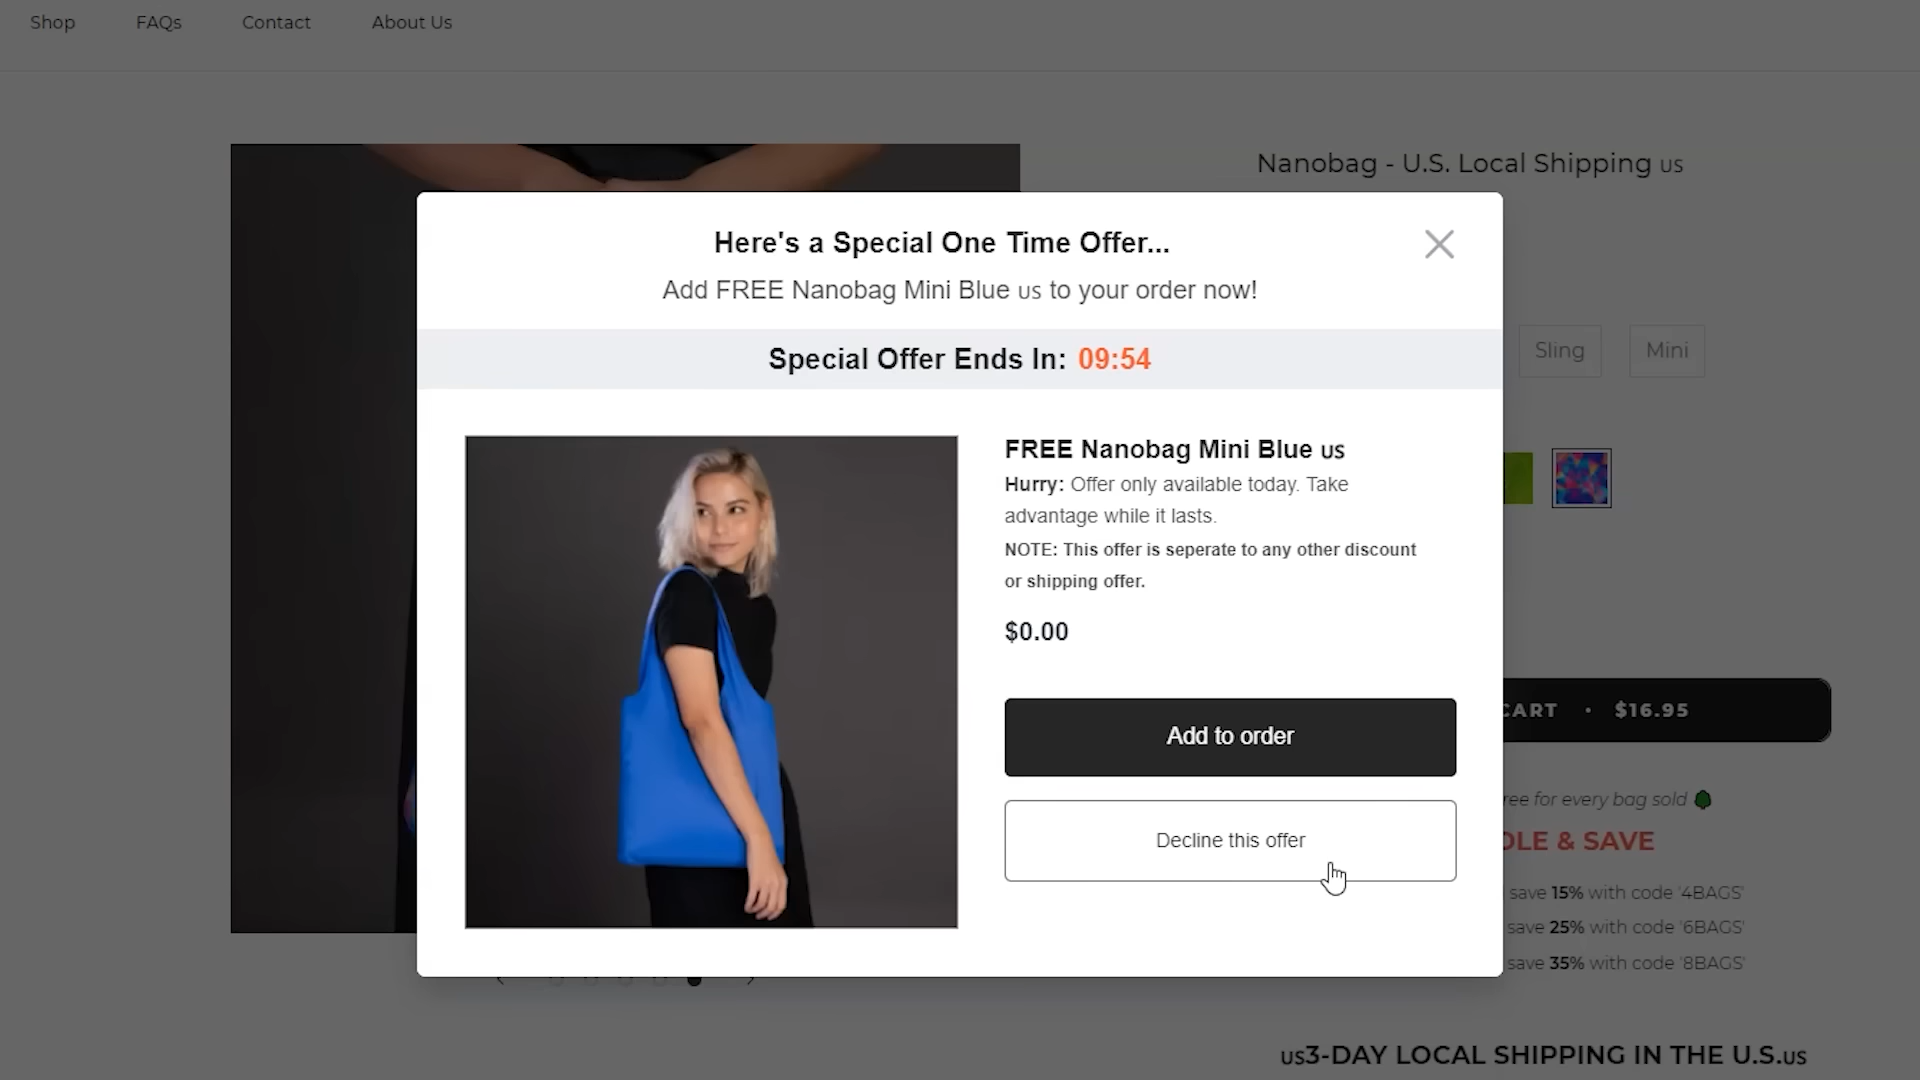 Shop FAQs Contact About Us
Nanobag - U.S. Local Shipping US
Here's a Special One Time Offer...
Add FREE Nanobag Mini Blue US to your order now!
Special Offer Ends In: 09:54
Sling Mini
FREE Nanobag Mini Blue US
Hurry: Offer only available today. Take
advantage while it lasts.
NOTE: This offer is seperate to any other discount
or shipping offer.
$0.00
Add to order
Decline this offer
CART • $16.95
for every bag sold
& SAVE
save 15% with code '4BAGS'
save 25% with code '6BAGS'
save 35% with code '8BAGS'
US3-DAY LOCAL SHIPPING IN THE U.S.US